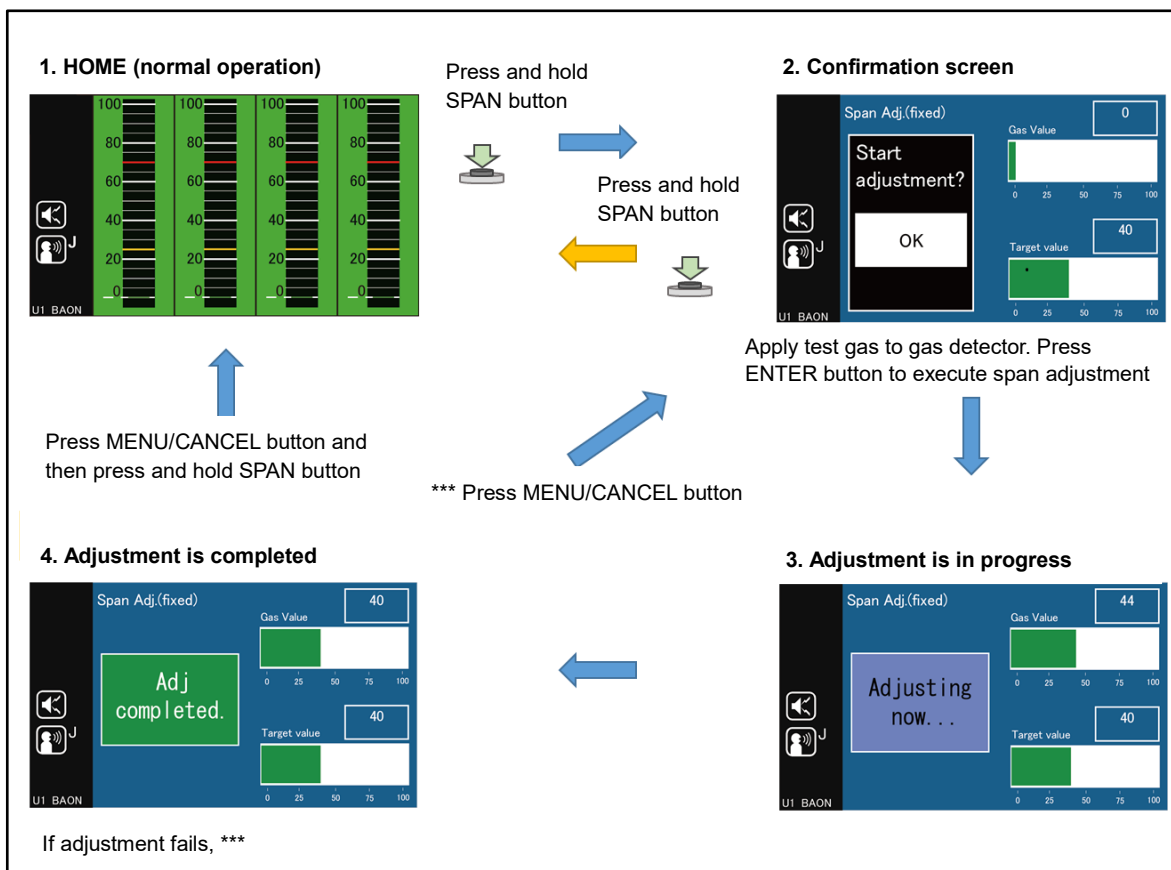 1. HOME (normal operation)
100 100 100 100
80 80 80 80
60 60 60 60
40 40 40 40
20 20 20 20
0 0 0 0
J
U1 BAON
Press and hold
SPAN button
Press and hold
SPAN button
2. Confirmation screen
Span Adj.(fixed)
0
Gas Value
0 25 50 75 100
Start
adjustment?
OK
40
Target value
0 25 50 75 100
J
U1 BAON
Apply test gas to gas detector. Press
ENTER button to execute span adjustment
Press MENU/CANCEL button and
then press and hold SPAN button
*** Press MENU/CANCEL button
4. Adjustment is completed
Span Adj.(fixed)
40
Gas Value
0 25 50 75 100
Adj
completed.
40
Target value
0 25 50 75 100
J
U1 BAON
If adjustment fails, ***
3. Adjustment is in progress
Span Adj.(fixed)
44
Gas Value
0 25 50 75 100
Adjusting
now...
40
Target value
0 25 50 75 100
J
U1 BAON